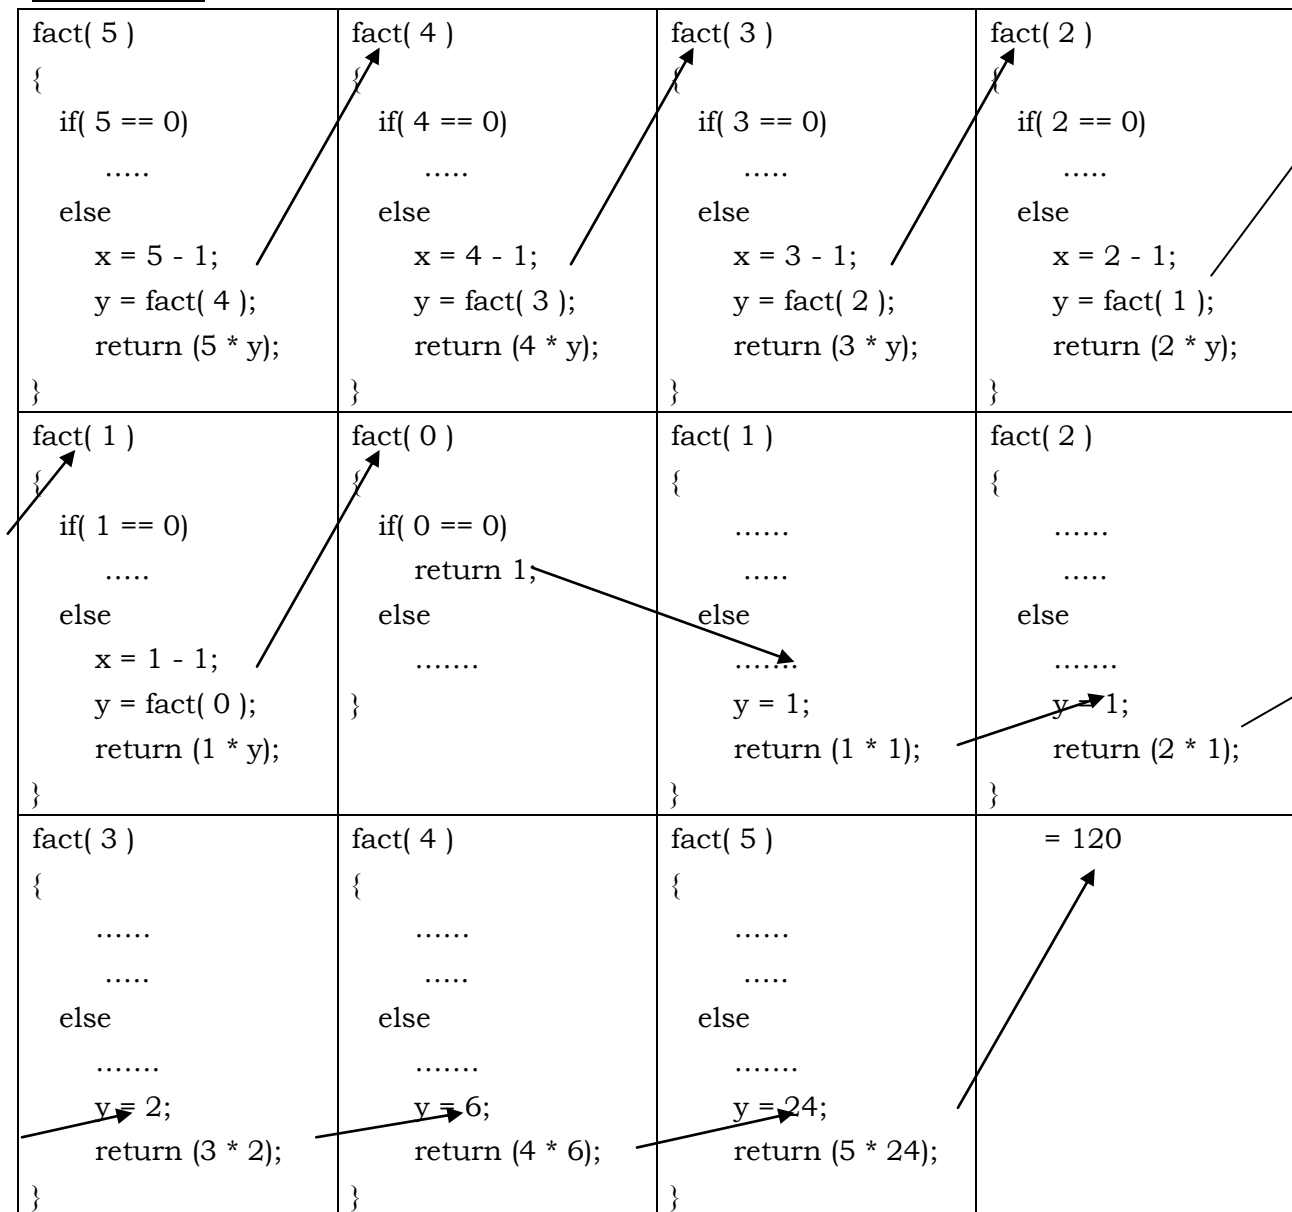 fact( 5 )
{
if( 5 == 0)
.....
else
x = 5 - 1;
y = fact( 4 );
return (5 * y);
}
fact( 4 )
{
if( 4 == 0)
.....
else
x = 4 - 1;
y = fact( 3 );
return (4 * y);
}
fact( 3 )
{
if( 3 == 0)
.....
else
x = 3 - 1;
y = fact( 2 );
return (3 * y);
}
fact( 2 )
{
if( 2 == 0)
.....
else
x = 2 - 1;
y = fact( 1 );
return (2 * y);
}
fact( 1 )
{
if( 1 == 0)
.....
else
x = 1 - 1;
y = fact( 0 );
return (1 * y);
}
fact( 0 )
{
if( 0 == 0)
return 1;
else
.......
}
fact( 1 )
{
......
.....
else
.......
y = 1;
return (1 * 1);
}
fact( 2 )
{
......
.....
else
.......
y = 1;
return (2 * 1);
}
fact( 3 )
{
......
.....
else
.......
y = 2;
return (3 * 2);
}
fact( 4 )
{
......
.....
else
.......
y = 6;
return (4 * 6);
}
fact( 5 )
{
......
.....
else
.......
y = 24;
return (5 * 24);
}
= 120